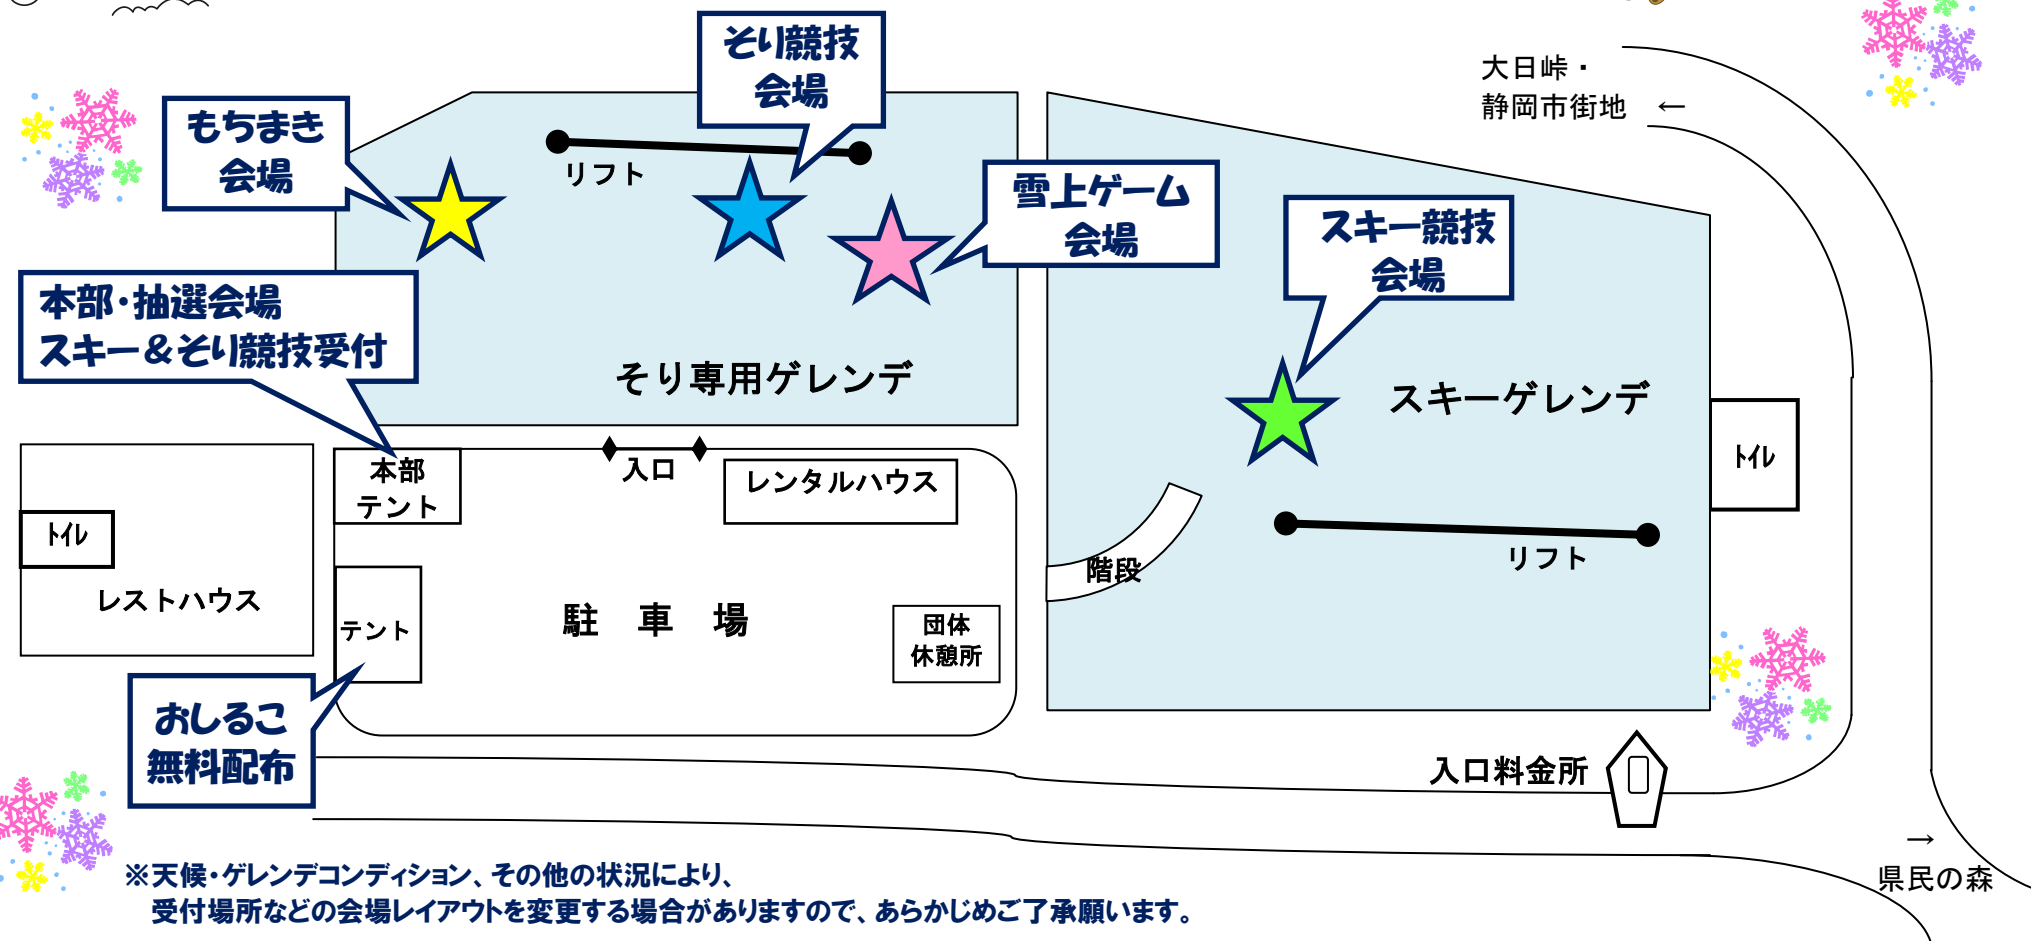 そり競技
会場
大日峠・
静岡市街地 ←
もちまき
会場
リフト
雪上ゲーム
会場
スキー競技
会場
本部・抽選会場
スキー＆そり競技受付
そり専用ゲレンデ
スキーゲレンデ
ﾄｲﾚ
本部
テント
入口
レンタルハウス
ﾄｲﾚ
レストハウス
リフト
階段
テント
駐 車 場
団体
休憩所
おしるこ
無料配布
入口料金所
→
県民の森
※天候・ゲレンデコンディション、その他の状況により、
受付場所などの会場レイアウトを変更する場合がありますので、あらかじめご了承願います。